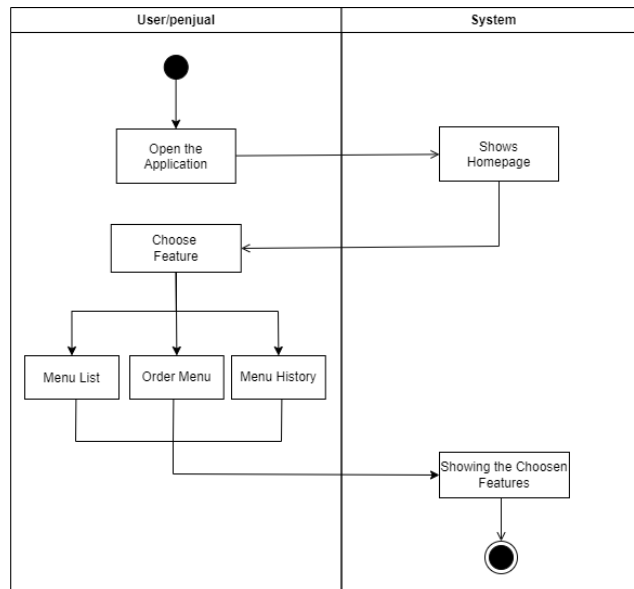 User/penjual
System
Open the
Application
Shows
Homepage
Choose
Feature
Menu List
Order Menu
Menu History
Showing the Choosen
Features